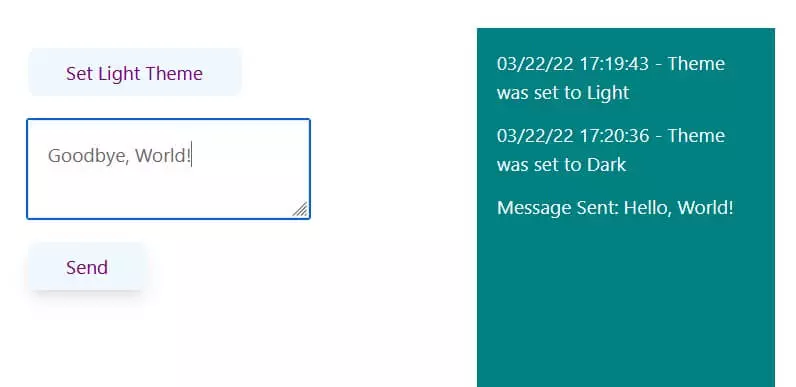 Set Light Theme
Goodbye, World!
Send
03/22/22 17:19:43 - Theme
was set to Light
03/22/22 17:20:36 - Theme
was set to Dark
Message Sent: Hello, World!